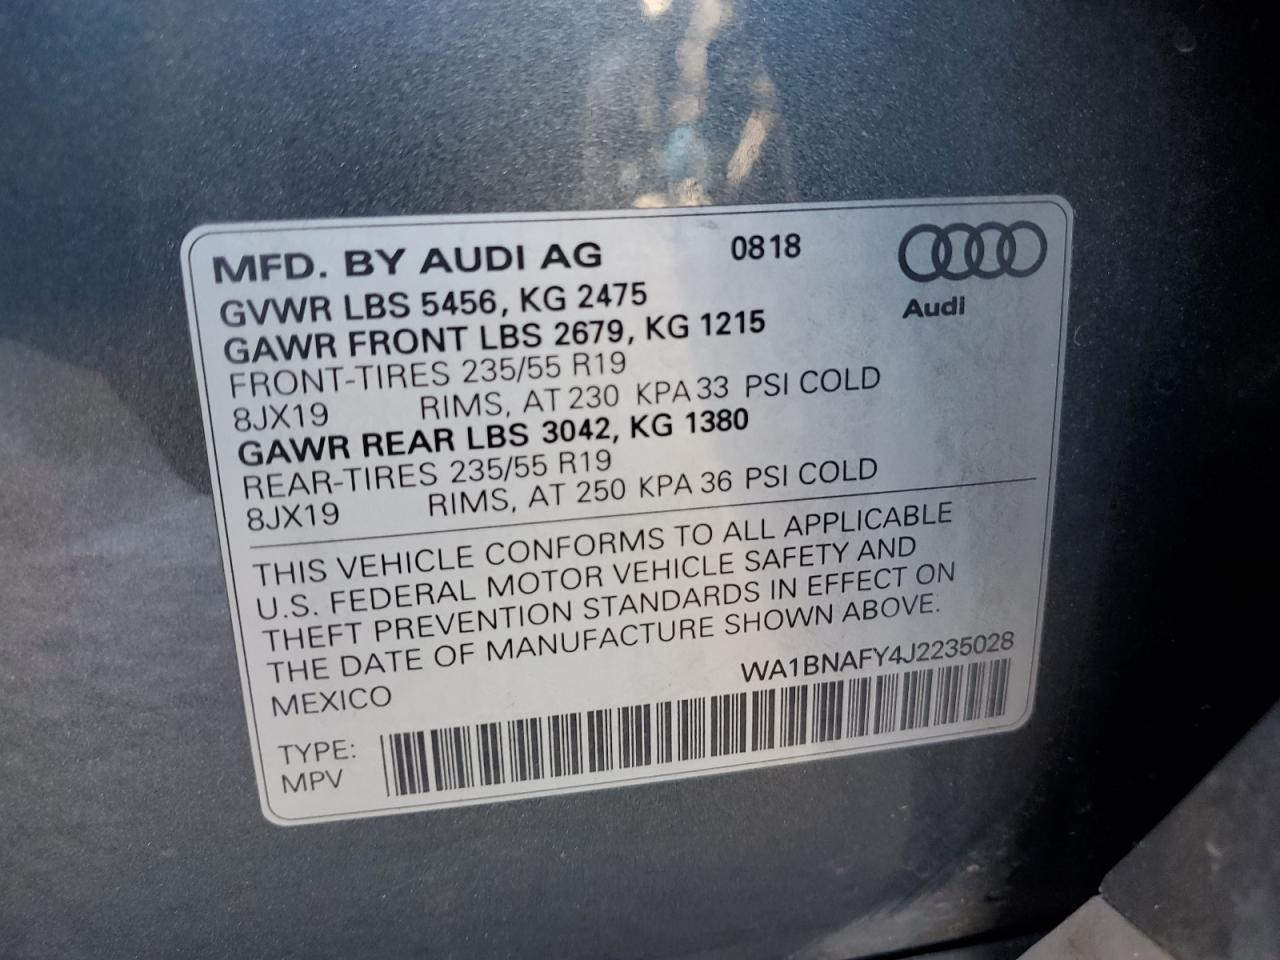 MFD. BY AUDI AG 0818
Audi
GVWR LBS 5456, KG 2475
GAWR FRONT LBS 2679, KG 1215
FRONT-TIRES 235/55 R19
8JX19 RIMS, AT 230 KPA 33 PSI COLD
GAWR REAR LBS 3042, KG 1380
REAR-TIRES 235/55 R19
8JX19 RIMS, AT 250 KPA 36 PSI COLD
THIS VEHICLE CONFORMS TO ALL APPLICABLE
U.S. FEDERAL MOTOR VEHICLE SAFETY AND
THEFT PREVENTION STANDARDS IN EFFECT ON
THE DATE OF MANUFACTURE SHOWN ABOVE.
MEXICO WA1BNAFY4J2235028
TYPE:
MPV